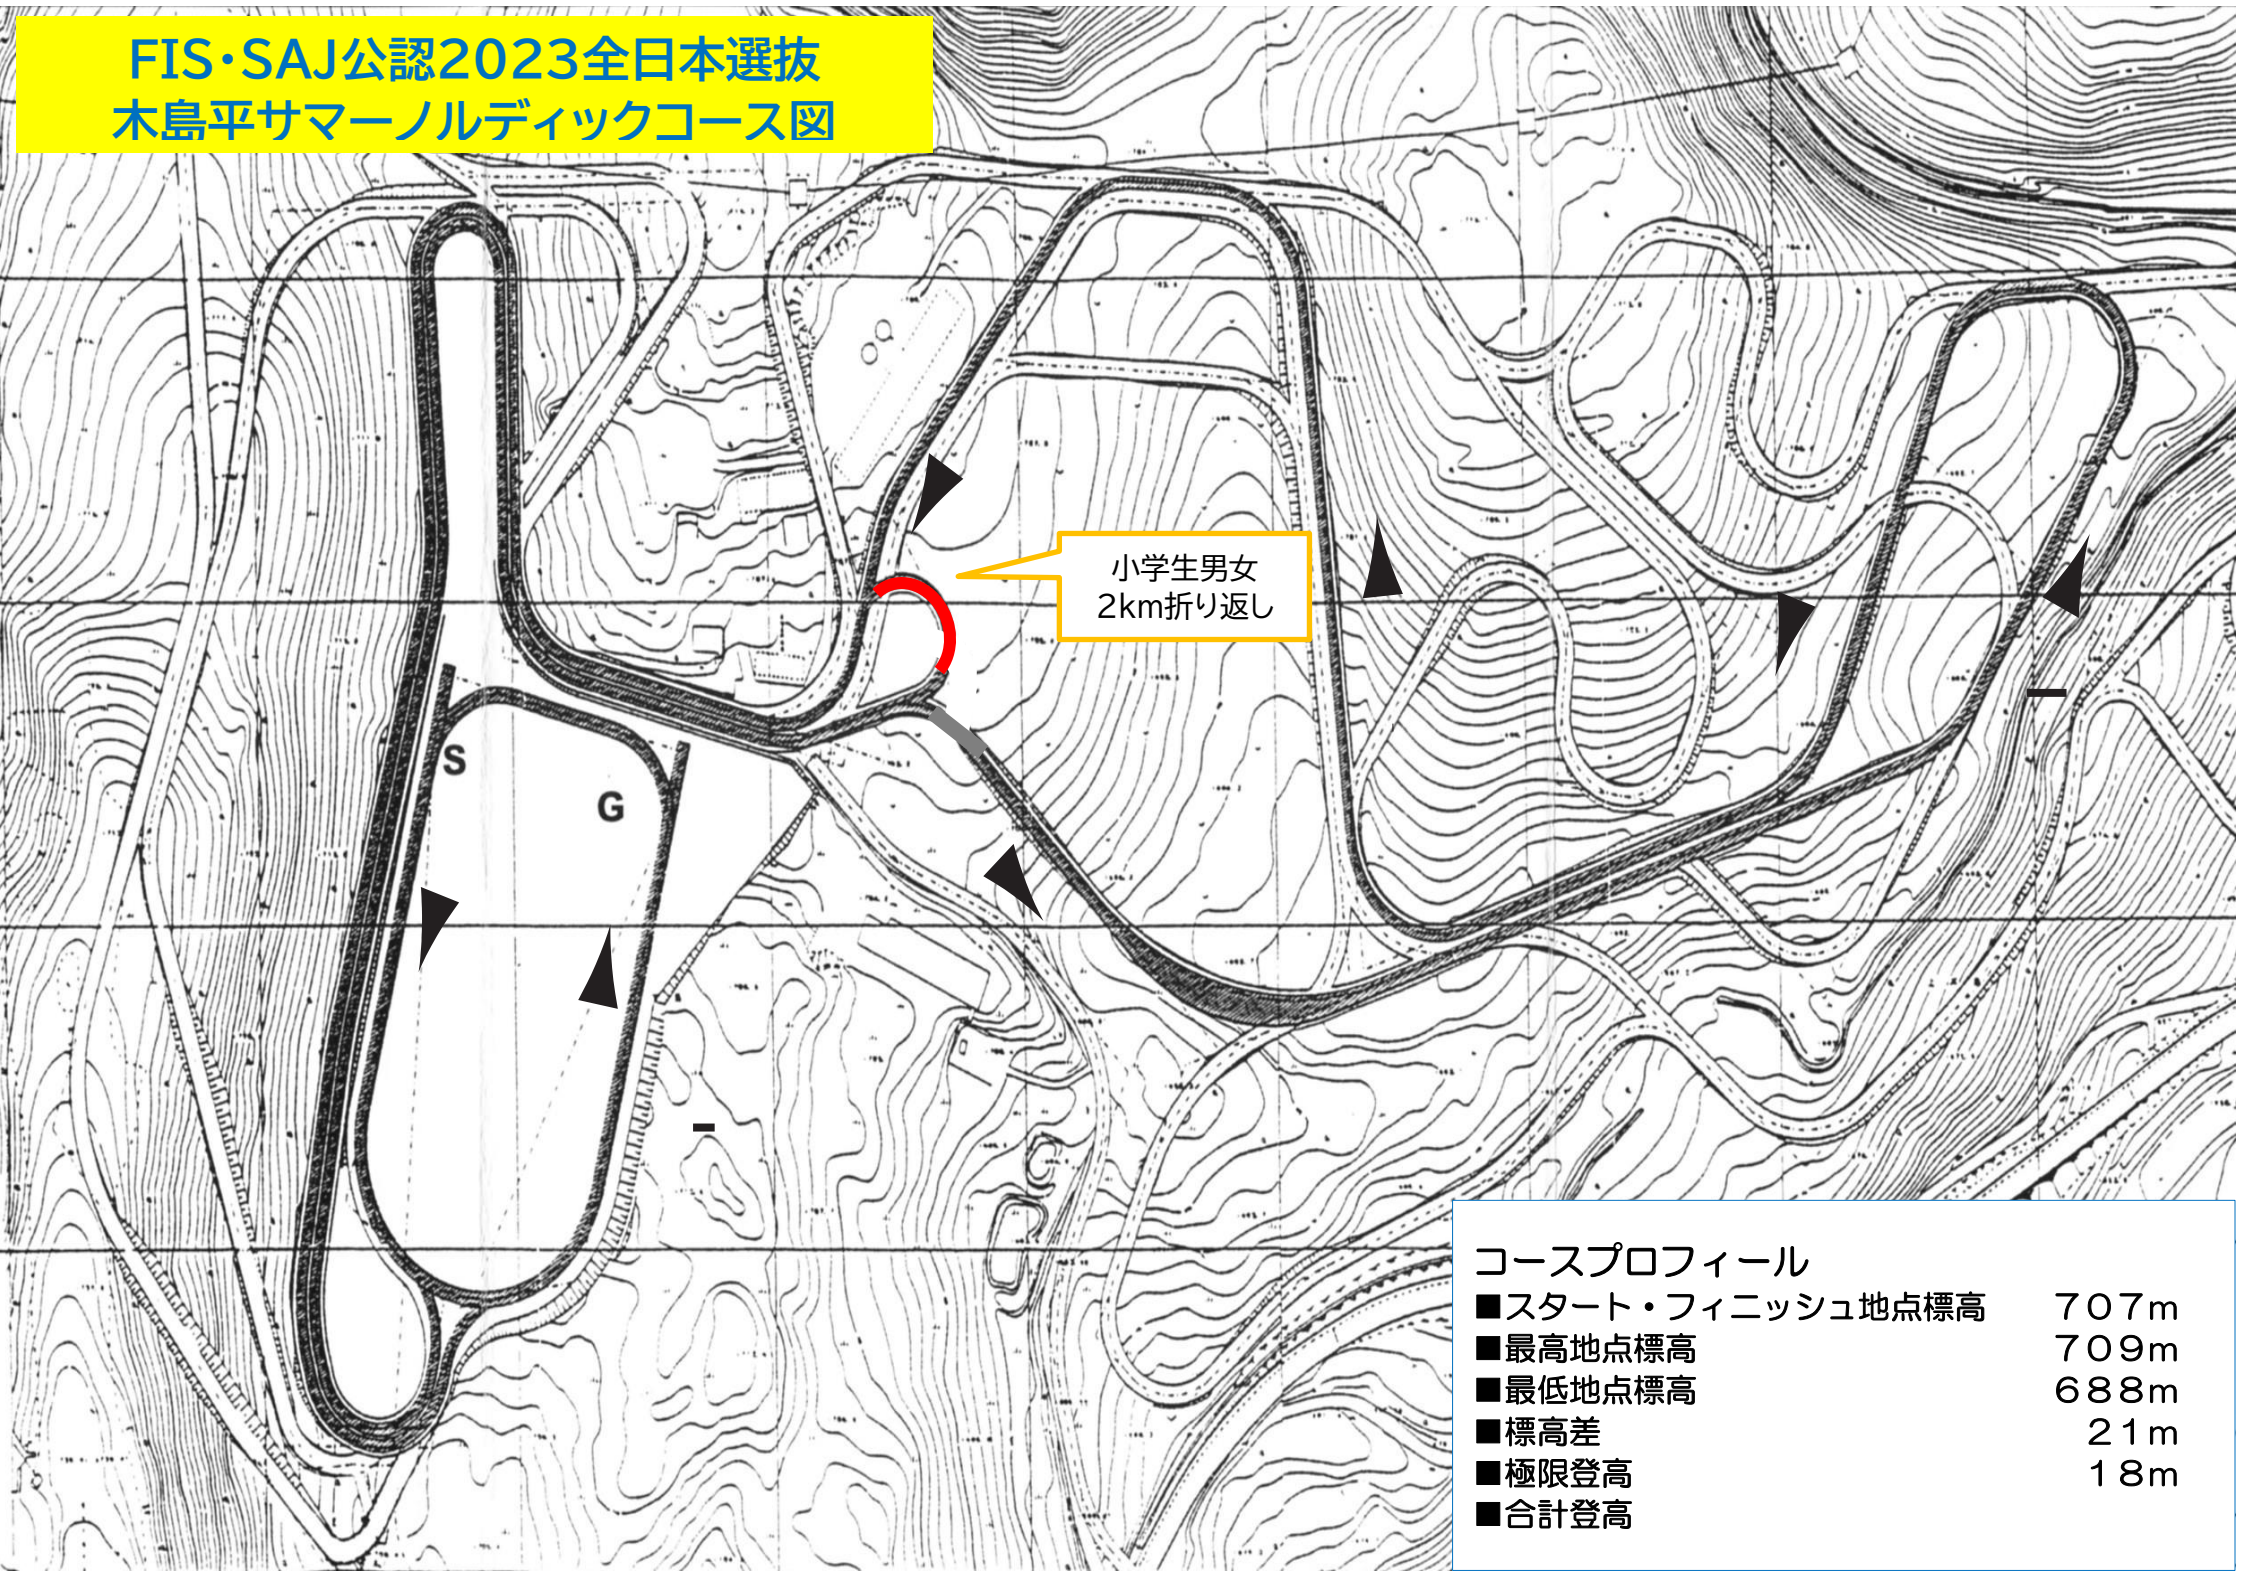 FIS・SAJ公認2023全日本選抜
木島平サマーノルディックコース図
小学生男女
2km折り返し
S
G
コースプロフィール
■スタート・フィニッシュ地点標高 707m
■最高地点標高 709m
■最低地点標高 688m
■標高差 21m
■極限登高 18m
■合計登高